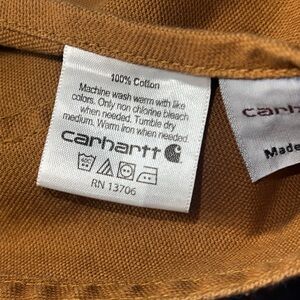 100% Cotton
Machine wash warm with like
colors. Only non chlorine bleach
when needed. Tumble dry
medium. Warm Iron when needed
carhartt
RN 13706
carh
Made